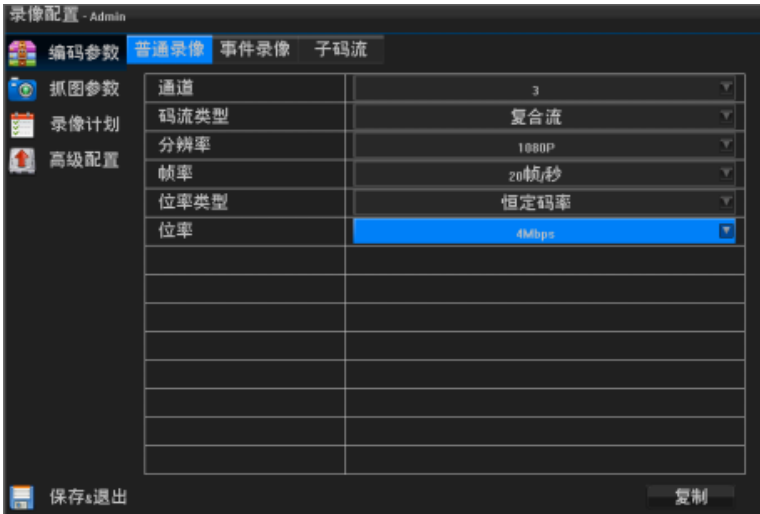 录像配置 - Admin
编码参数 普通录像 事件录像 子码流
抓图参数
录像计划
高级配置
通道 3
码流类型 复合流
分辨率 1080P
帧率 20帧/秒
位率类型 恒定码率
位率 4Mbps
保存&退出 复制